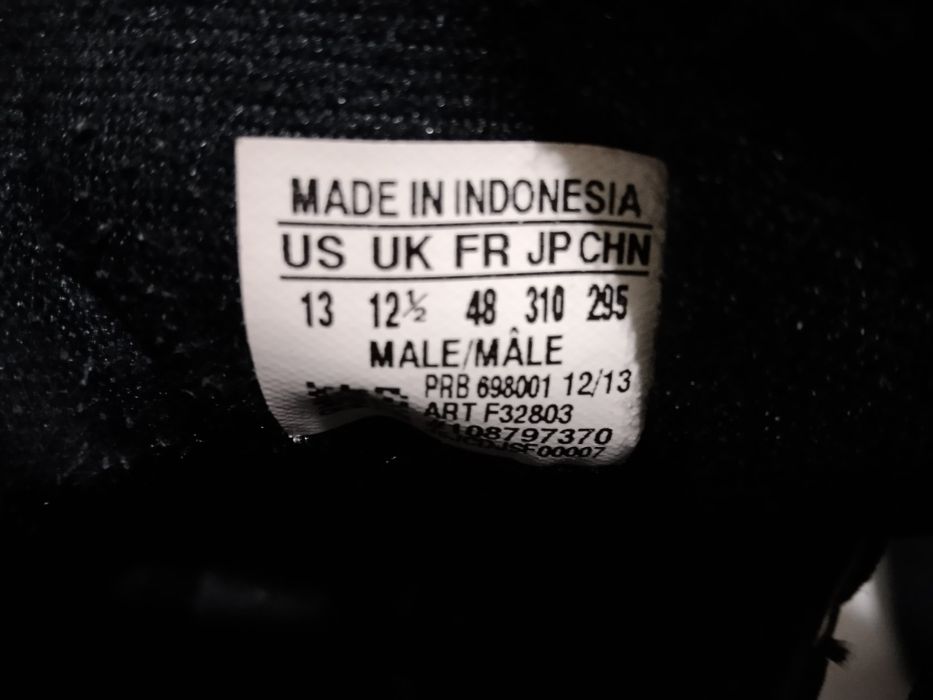 MADE IN INDONESIA
US UK FR JP CHN
13 12½ 48 310 295
MALE/MÂLE
PRB 698001 12/13
ART F32803
#108797370